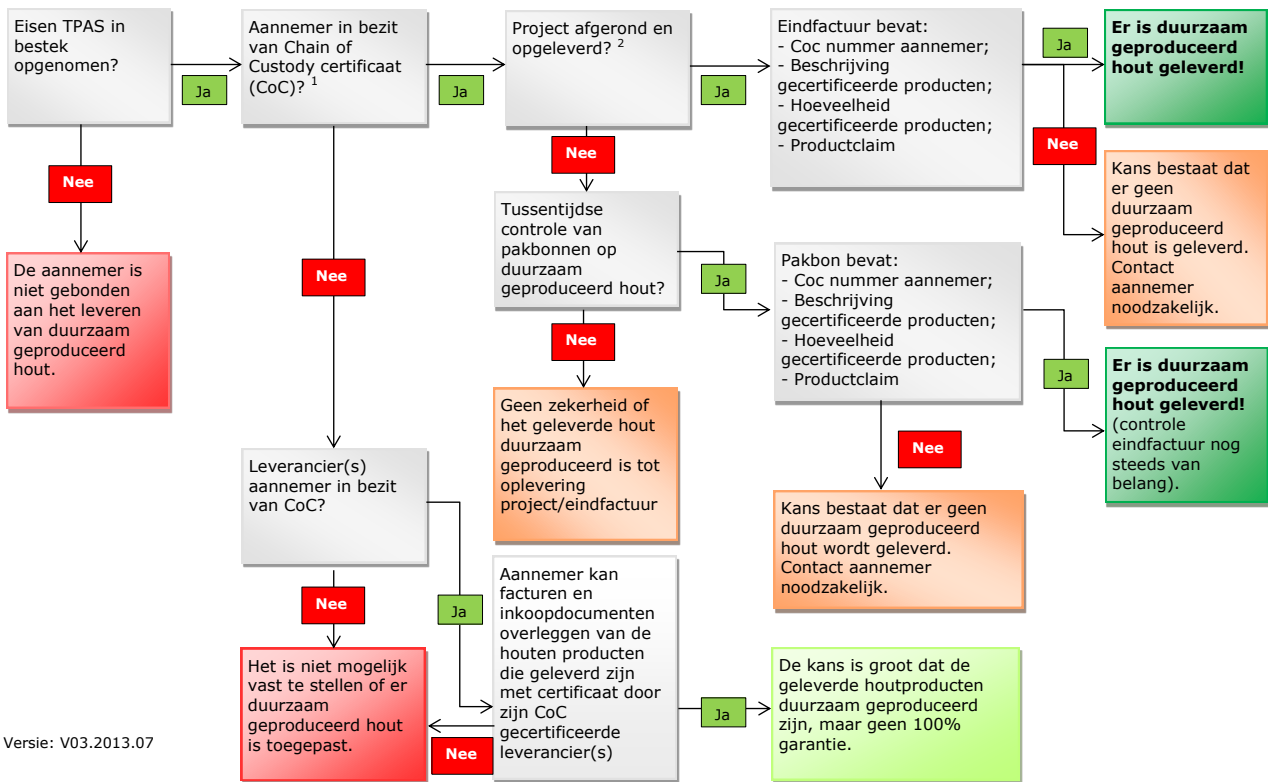 Eisen TPAS in
bestek
opgenomen?
Ja
Nee
De aannemer is
niet gebonden
aan het leveren
van duurzaam
geproduceerd
hout.
Aannemer in bezit
van Chain of
Custody certificaat
(CoC)? 1
Ja
Nee
Project afgerond en
opgeleverd? 2
Ja
Nee
Eindfactuur bevat:
- Coc nummer aannemer;
- Beschrijving
gecertificeerde producten;
- Hoeveelheid
gecertificeerde producten;
- Productclaim
Ja
Er is duurzaam
geproduceerd
hout geleverd!
Nee
Kans bestaat dat
er geen
duurzaam
geproduceerd
hout is geleverd.
Contact
aannemer
noodzakelijk.
Tussentijdse
controle van
pakbonnen op
duurzaam
geproduceerd hout?
Ja
Nee
Geen zekerheid of
het geleverde hout
duurzaam
geproduceerd is tot
oplevering
project/eindfactuur
Pakbon bevat:
- Coc nummer aannemer;
- Beschrijving
gecertificeerde producten;
- Hoeveelheid
gecertificeerde producten;
- Productclaim
Ja
Er is duurzaam
geproduceerd
hout geleverd!
(controle
eindfactuur nog
steeds van
belang).
Nee
Kans bestaat dat er geen
duurzaam geproduceerd
hout wordt geleverd.
Contact aannemer
noodzakelijk.
Leverancier(s)
aannemer in bezit
van CoC?
Nee
Ja
Het is niet mogelijk
vast te stellen of er
duurzaam
geproduceerd hout
is toegepast.
Aannemer kan
facturen en
inkoopdocumenten
overleggen van de
houten producten
die geleverd zijn
met certificaat door
zijn CoC
gecertificeerde
leverancier(s)
Nee
Ja
De kans is groot dat de
geleverde houtproducten
duurzaam geproduceerd
zijn, maar geen 100%
garantie.
Versie: V03.2013.07